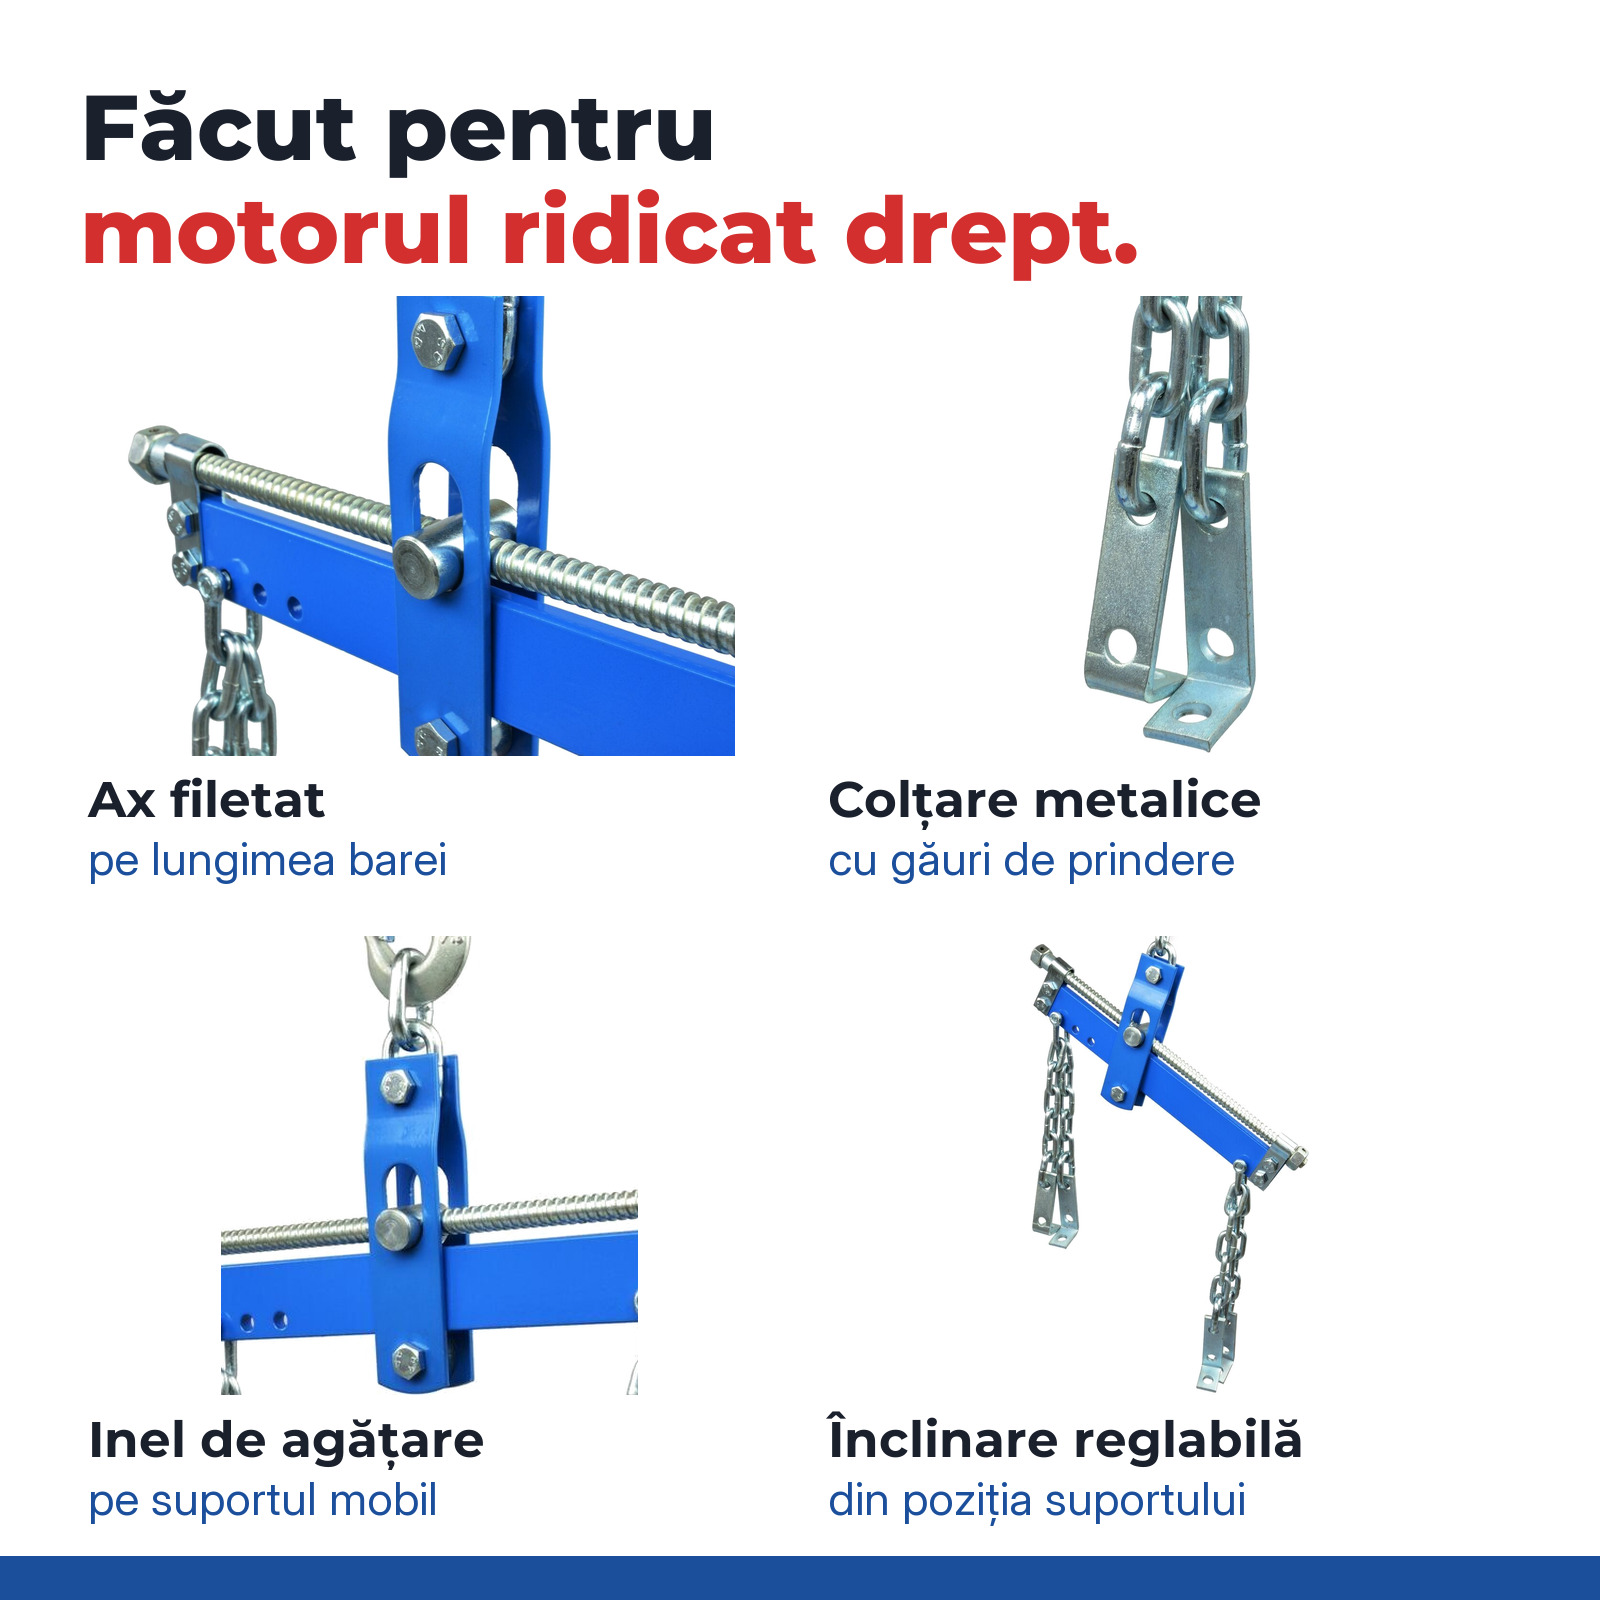 Făcut pentru
motorul ridicat drept.
Ax filetat
pe lungimea barei
Colțare metalice
cu găuri de prindere
Inel de agățare
pe suportul mobil
Înclinare reglabilă
din poziția suportului